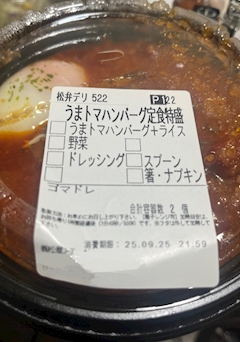 松弁デリ 522 P122
うまトマハンバーグ定食特盛
うまトマハンバーグ+ライス
野菜
ドレッシング スプーン
箸・ナプキン
ゴマドレ
合計容器数 2 個
消費期限: 25.09.25 21:59